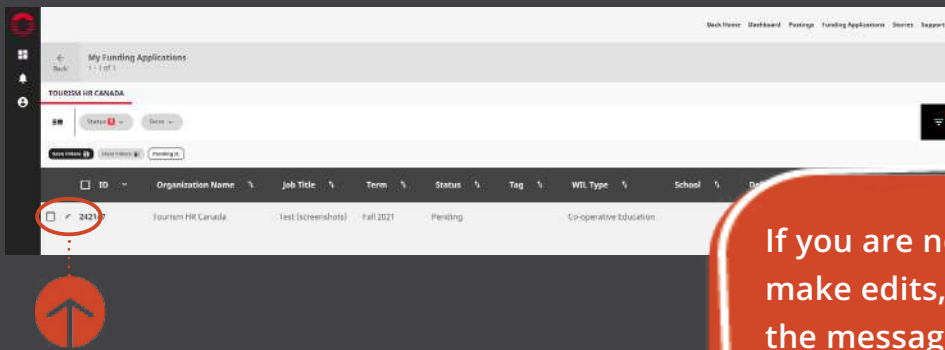 Back Home Dashboard Postings Funding Applications Stories Support
Back
My Funding Applications
1 - 1 of 1
TOURISM HR CANADA
Status Term
Pending
ID Organization Name Job Title Term Status Tag WIL Type School
Tourism HR Canada Test (screenshots) Fall 2021 Pending Co-operative Education
If you are
make edits,
the